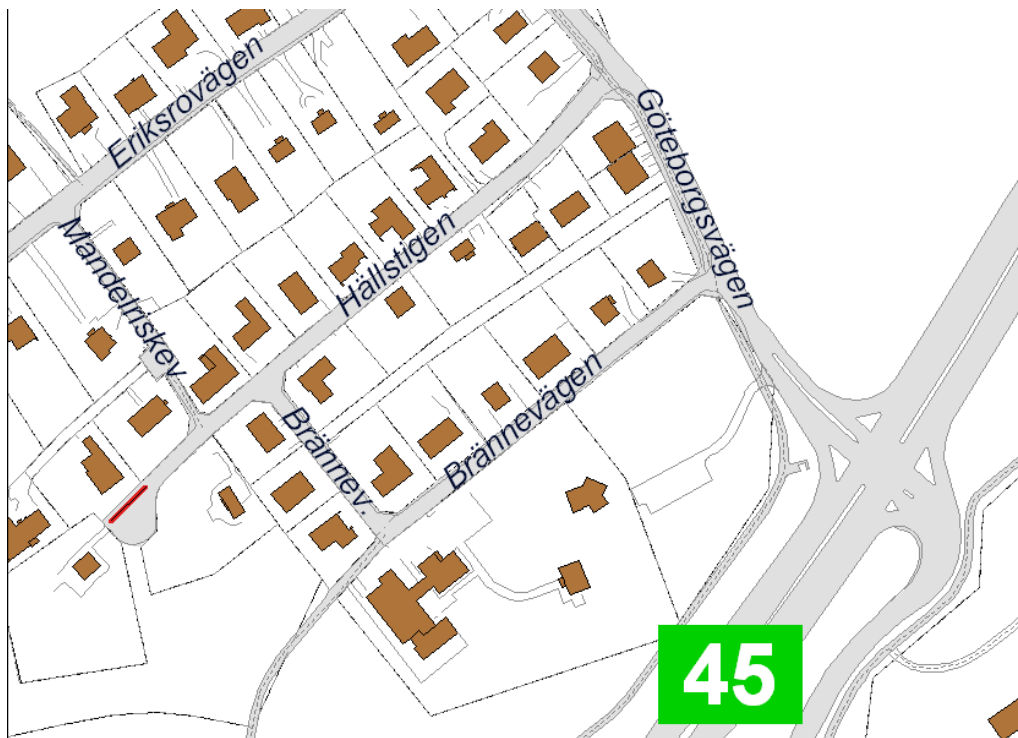 Eriksrovägen
Göteborgsvägen
Mandelriskev.
Hällstigen
Brännev.
Brännevägen
45